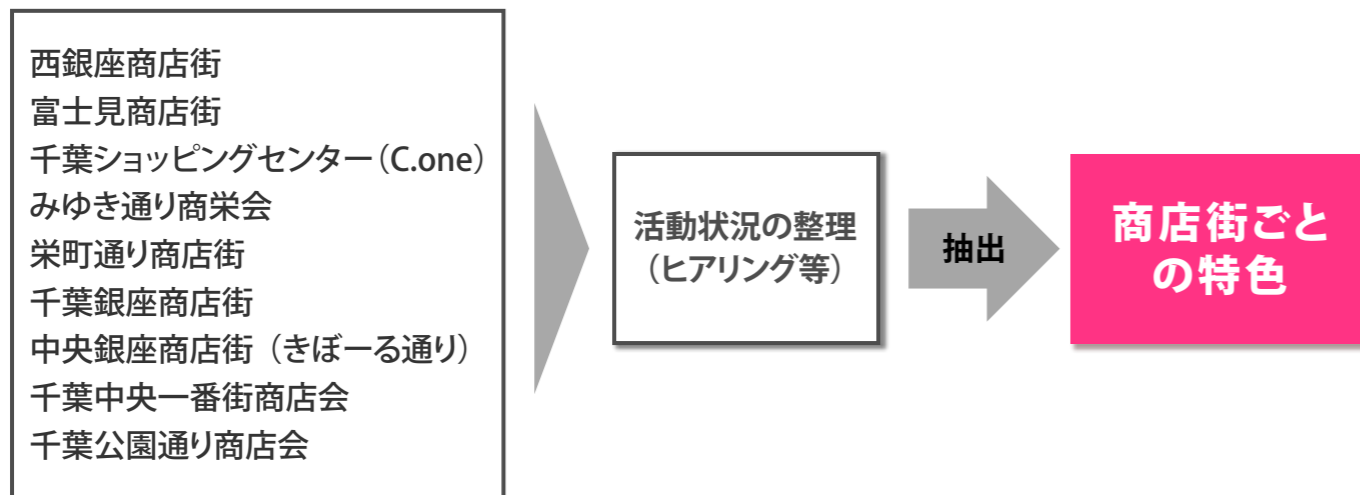 西銀座商店街
富士見商店街
千葉ショッピングセンター(C.one)
みゆき通り商栄会
栄町通り商店街
千葉銀座商店街
中央銀座商店街(きぼーる通り)
千葉中央一番街商店会
千葉公園通り商店会
活動状況の整理
(ヒアリング等)
抽出
商店街ごと
の特色